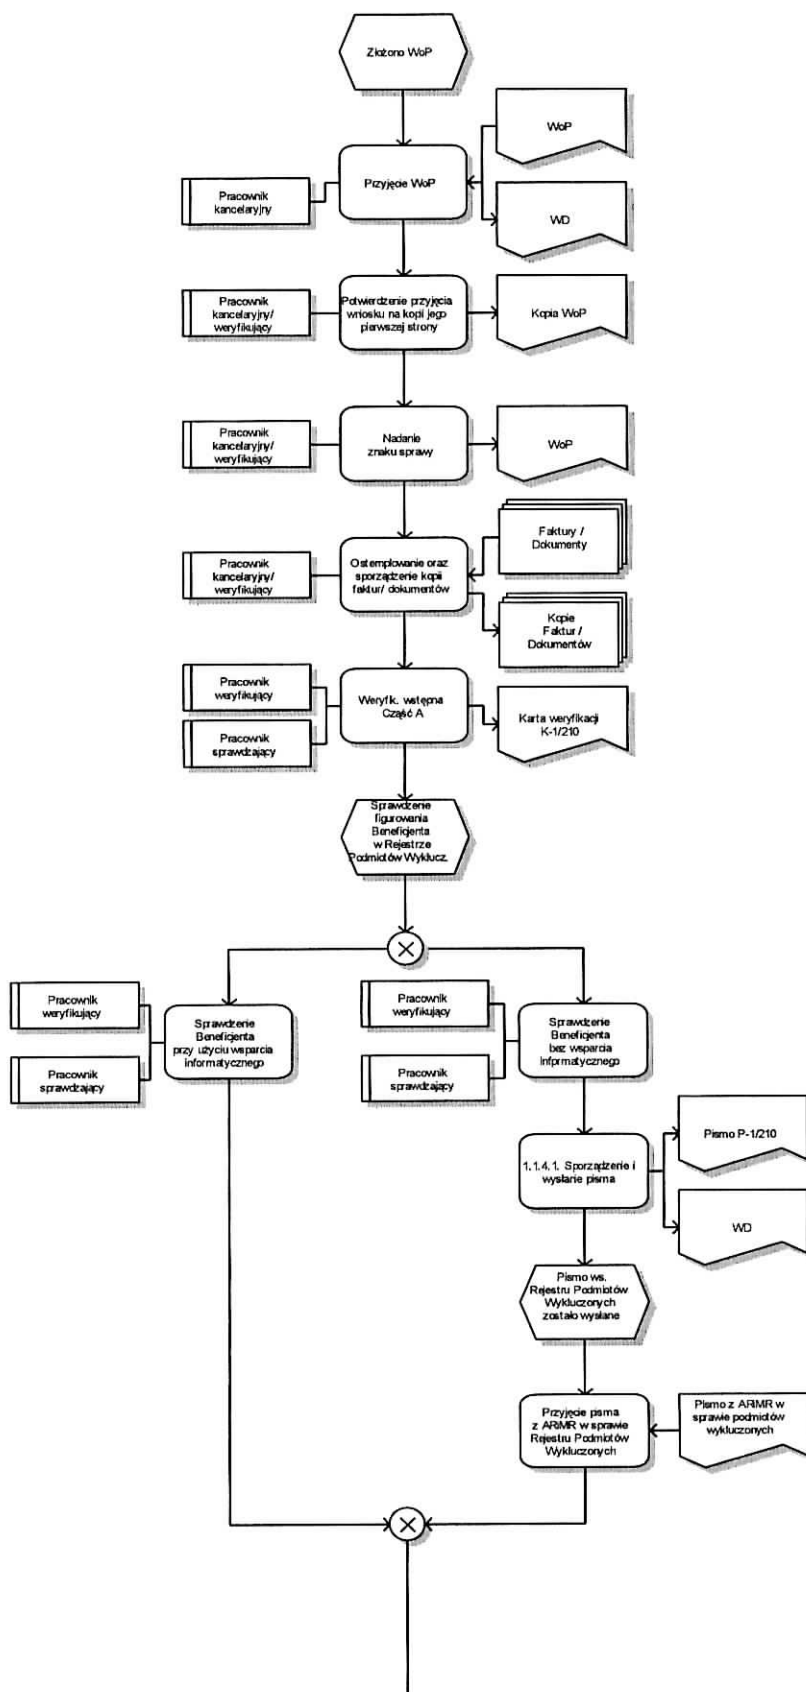 Złożono WoP
WoP
Przyjęcie WoP
Pracownik
kancelaryjny
WD
Pracownik
kancelaryjny/
weryfikujący
Potwierdzenie przyjęcia
wniosku na kopi jego
pierwszej strony
Kopia WoP
Pracownik
kancelaryjny/
weryfikujący
Nadanie
znaku sprawy
WoP
Faktury /
Dokumenty
Pracownik
kancelaryjny/
weryfikujący
Ostemplowanie oraz
sporządzenie kopii
faktur/ dokumentów
Kopie
Faktur /
Dokumentów
Pracownik
weryfikujący
Pracownik
sprawdzający
Weryfik. wstępna
Część A
Karta weryfikacji
K-1/210
Sprawdzenie
figurowania
Beneficjenta
w Rejestrze
Podmiotów Wyklucz.
Pracownik
weryfikujący
Pracownik
sprawdzający
Sprawdzenie
Beneficjenta
przy użyciu wsparcia
informatycznego
Pracownik
weryfikujący
Pracownik
sprawdzający
Sprawdzenie
Beneficjenta
bez wsparcia
informatycznego
1.1.4.1. Sporządzenie i
wysłanie pisma
Pismo P-1/210
WD
Pismo ws.
Rejestru Podmiotów
Wykluczonych
zostało wysłane
Przyjęcie pisma
z ARiMR w sprawie
Rejestru Podmiotów
Wykluczonych
Pismo z ARiMR w
sprawie podmiotów
wykluczonych